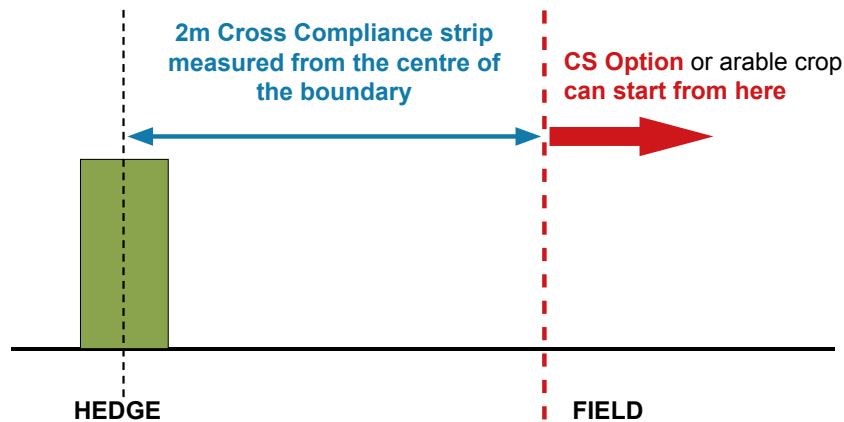 2m Cross Compliance strip
measured from the centre of
the boundary
CS Option or arable crop
can start from here
HEDGE
FIELD